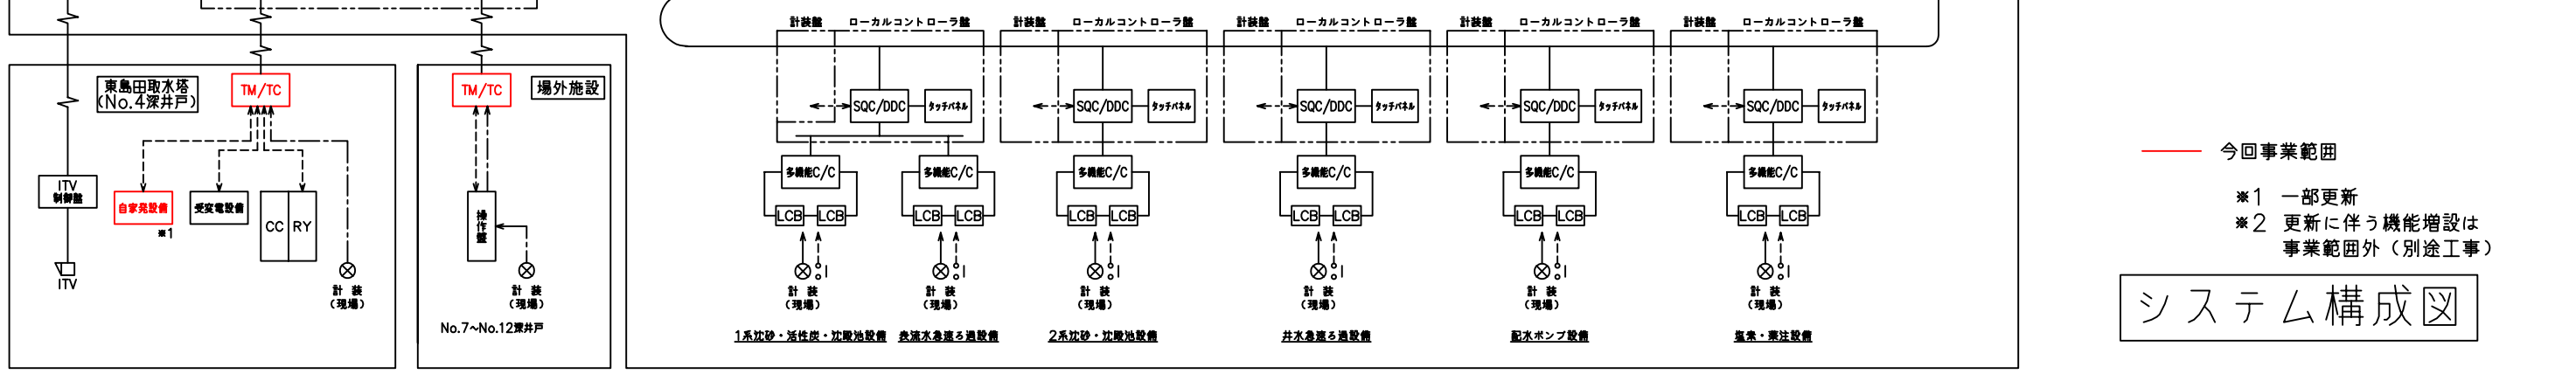 計装盤 ローカルコントローラ盤 計装盤 ローカルコントローラ盤 計装盤 ローカルコントローラ盤 計装盤 ローカルコントローラ盤 計装盤 ローカルコントローラ盤
東島田取水塔
(No.4深井戸)
TM/TC
TM/TC
場外施設
SQC/DDC タッチパネル SQC/DDC タッチパネル SQC/DDC タッチパネル SQC/DDC タッチパネル SQC/DDC タッチパネル
多機能C/C 多機能C/C 多機能C/C 多機能C/C 多機能C/C 多機能C/C
ITV
制御盤
自家発設備
※1
受変電設備
CC RY
操作盤
LCB LCB LCB LCB LCB LCB LCB LCB LCB LCB LCB LCB
ITV
計 装
(現場)
計 装
(現場)
計 装
(現場)
計 装
(現場)
計 装
(現場)
計 装
(現場)
計 装
(現場)
計 装
(現場)
No.7~No.12深井戸
1系沈砂・活性炭・沈殿池設備 表流水急速ろ過設備 2系沈砂・沈殿池設備 井水急速ろ過設備 配水ポンプ設備 塩素・薬注設備
今回事業範囲
※1 一部更新
※2 更新に伴う機能増設は
事業範囲外(別途工事)
システム構成図